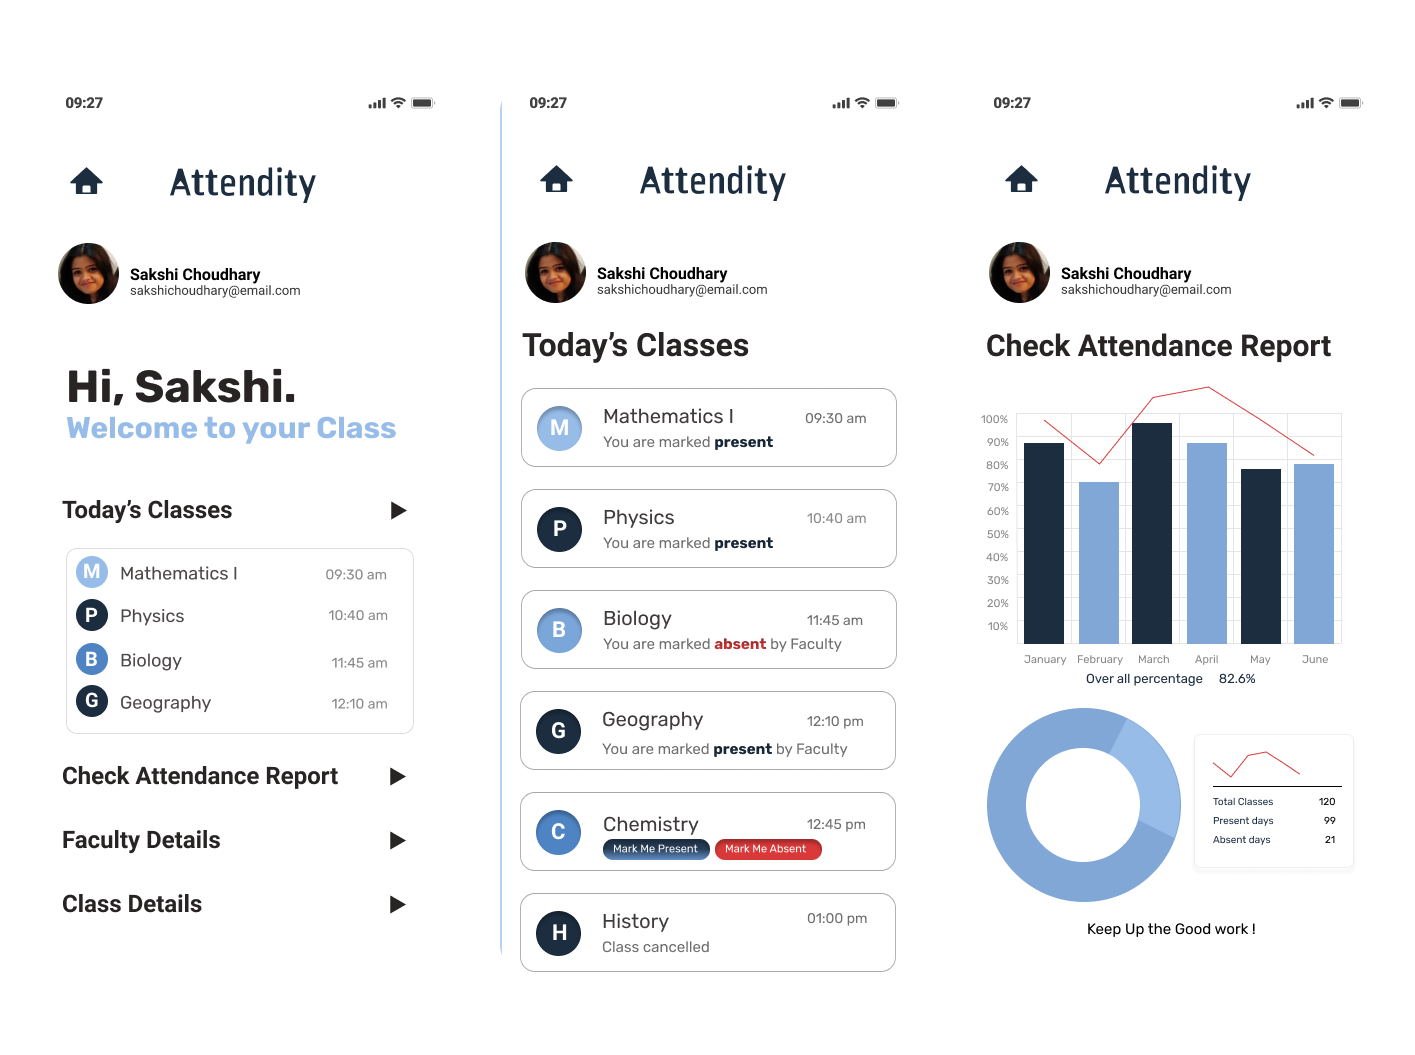 09:27
Attendity
Sakshi Choudhary
sakshichoudhary@email.com
Hi, Sakshi.
Welcome to your Class
Today's Classes
M Mathematics I 09:30 am
P Physics 10:40 am
B Biology 11:45 am
G Geography 12:10 am
Check Attendance Report
Faculty Details
Class Details
09:27
Attendity
Sakshi Choudhary
sakshichoudhary@email.com
Today's Classes
M Mathematics I 09:30 am
You are marked present
P Physics 10:40 am
You are marked present
B Biology 11:45 am
You are marked absent by Faculty
G Geography 12:10 pm
You are marked present by Faculty
C Chemistry 12:45 pm
Mark Me Present Mark Me Absent
H History 01:00 pm
Class cancelled
09:27
Attendity
Sakshi Choudhary
sakshichoudhary@email.com
Check Attendance Report
100%
90%
80%
70%
60%
50%
40%
30%
20%
10%
January February March April May June
Over all percentage 82.6%
Total Classes 120
Present days 99
Absent days 21
Keep Up the Good work !